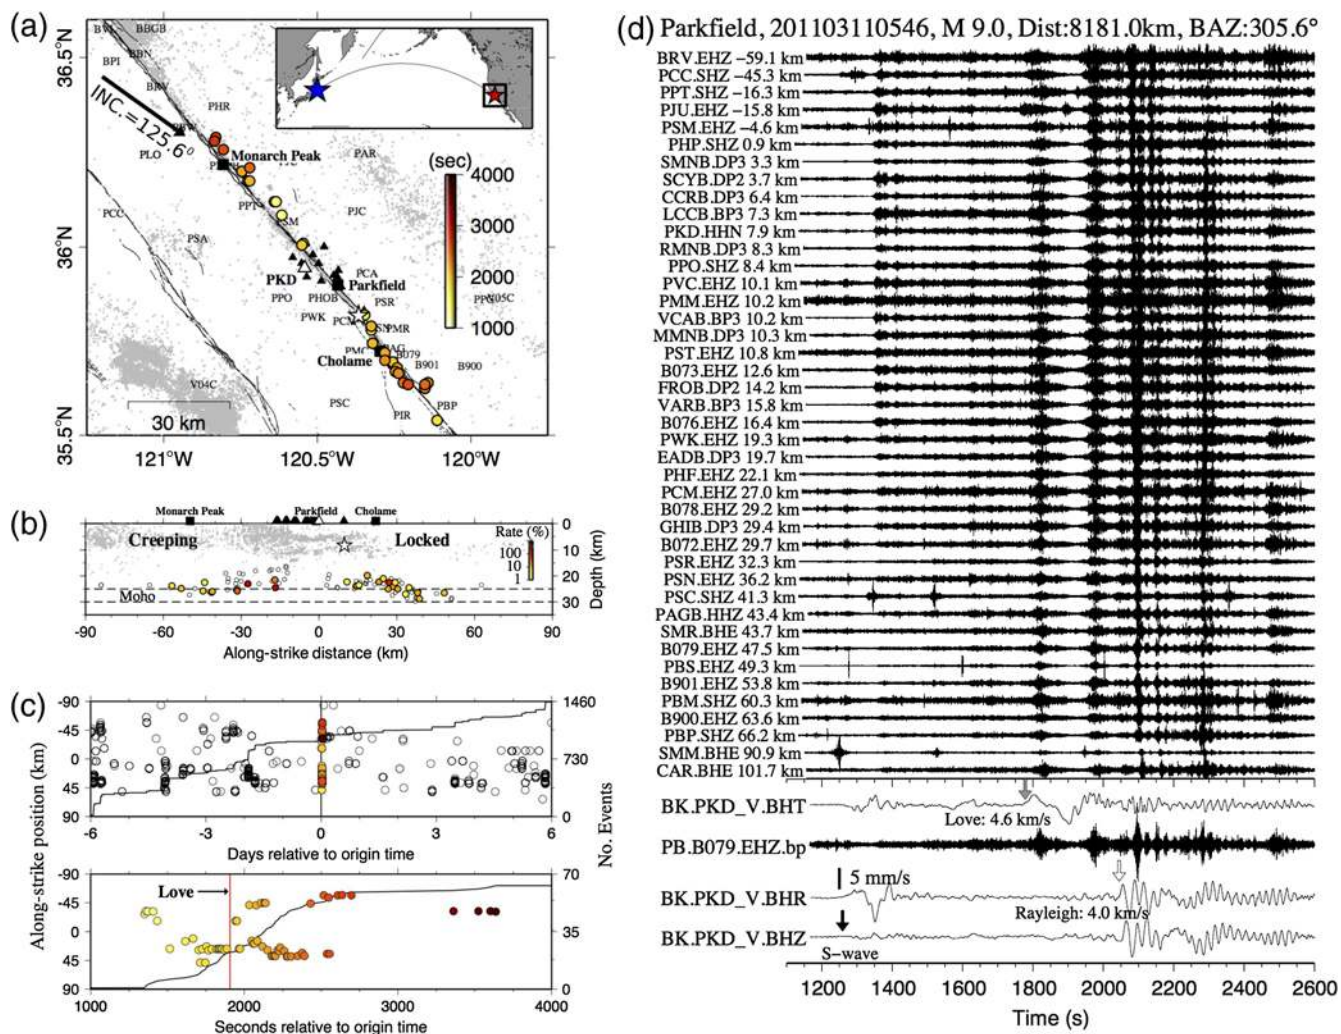 (a)
36.5°N
36°N
35.5°N
121°W
120.5°W
120°W
BBGB
BBN
BPI
BRV
PHR
INC.=125.6⁰
PLO
Monarch Peak
PAR
PPT
PJC
PCC
PSM
PSA
PKD
PCA
Parkfield
PPO
PHOB
PSR
V05C
PWK
PCM
PMR
Cholame
B079
B901
B900
V04C
PSC
PIR
PBP
30 km
(sec)
4000
3000
2000
1000
(b)
Monarch Peak
Parkfield
Cholame
Creeping
Locked
Rate (%)
100
10
1
Moho
0
10
20
30
Depth (km)
-90
-60
-30
0
30
60
90
Along-strike distance (km)
(c)
Along-strike position (km)
-90
-45
0
45
90
1460
730
0
No. Events
-6
-3
0
3
6
Days relative to origin time
-90
-45
0
45
90
Love
70
35
0
1000
2000
3000
4000
Seconds relative to origin time
(d) Parkfield, 201103110546, M 9.0, Dist:8181.0km, BAZ:305.6°
BRV.EHZ -59.1 km
PCC.SHZ -45.3 km
PPT.SHZ -16.3 km
PJU.EHZ -15.8 km
PSM.EHZ -4.6 km
PHP.SHZ 0.9 km
SMNB.DP3 3.3 km
SCYB.DP2 3.7 km
CCRB.DP3 6.4 km
LCCB.BP3 7.3 km
PKD.HHN 7.9 km
RMNB.DP3 8.3 km
PPO.SHZ 8.4 km
PVC.EHZ 10.1 km
PMM.EHZ 10.2 km
VCAB.BP3 10.2 km
MMNB.DP3 10.3 km
PST.EHZ 10.8 km
B073.EHZ 12.6 km
FROB.DP2 14.2 km
VARB.BP3 15.8 km
B076.EHZ 16.4 km
PWK.EHZ 19.3 km
EADB.DP3 19.7 km
PHF.EHZ 22.1 km
PCM.EHZ 27.0 km
B078.EHZ 29.2 km
GHIB.DP3 29.4 km
B072.EHZ 29.7 km
PSR.EHZ 32.3 km
PSN.EHZ 36.2 km
PSC.SHZ 41.3 km
PAGB.HHZ 43.4 km
SMR.BHE 43.7 km
B079.EHZ 47.5 km
PBS.EHZ 49.3 km
B901.EHZ 53.8 km
PBM.SHZ 60.3 km
B900.EHZ 63.6 km
PBP.SHZ 66.2 km
SMM.BHE 90.9 km
CAR.BHE 101.7 km
BK.PKD_V.BHT
Love: 4.6 km/s
PB.B079.EHZ.bp
5 mm/s
BK.PKD_V.BHR
Rayleigh: 4.0 km/s
BK.PKD_V.BHZ
S-wave
1200
1400
1600
1800
2000
2200
2400
2600
Time (s)